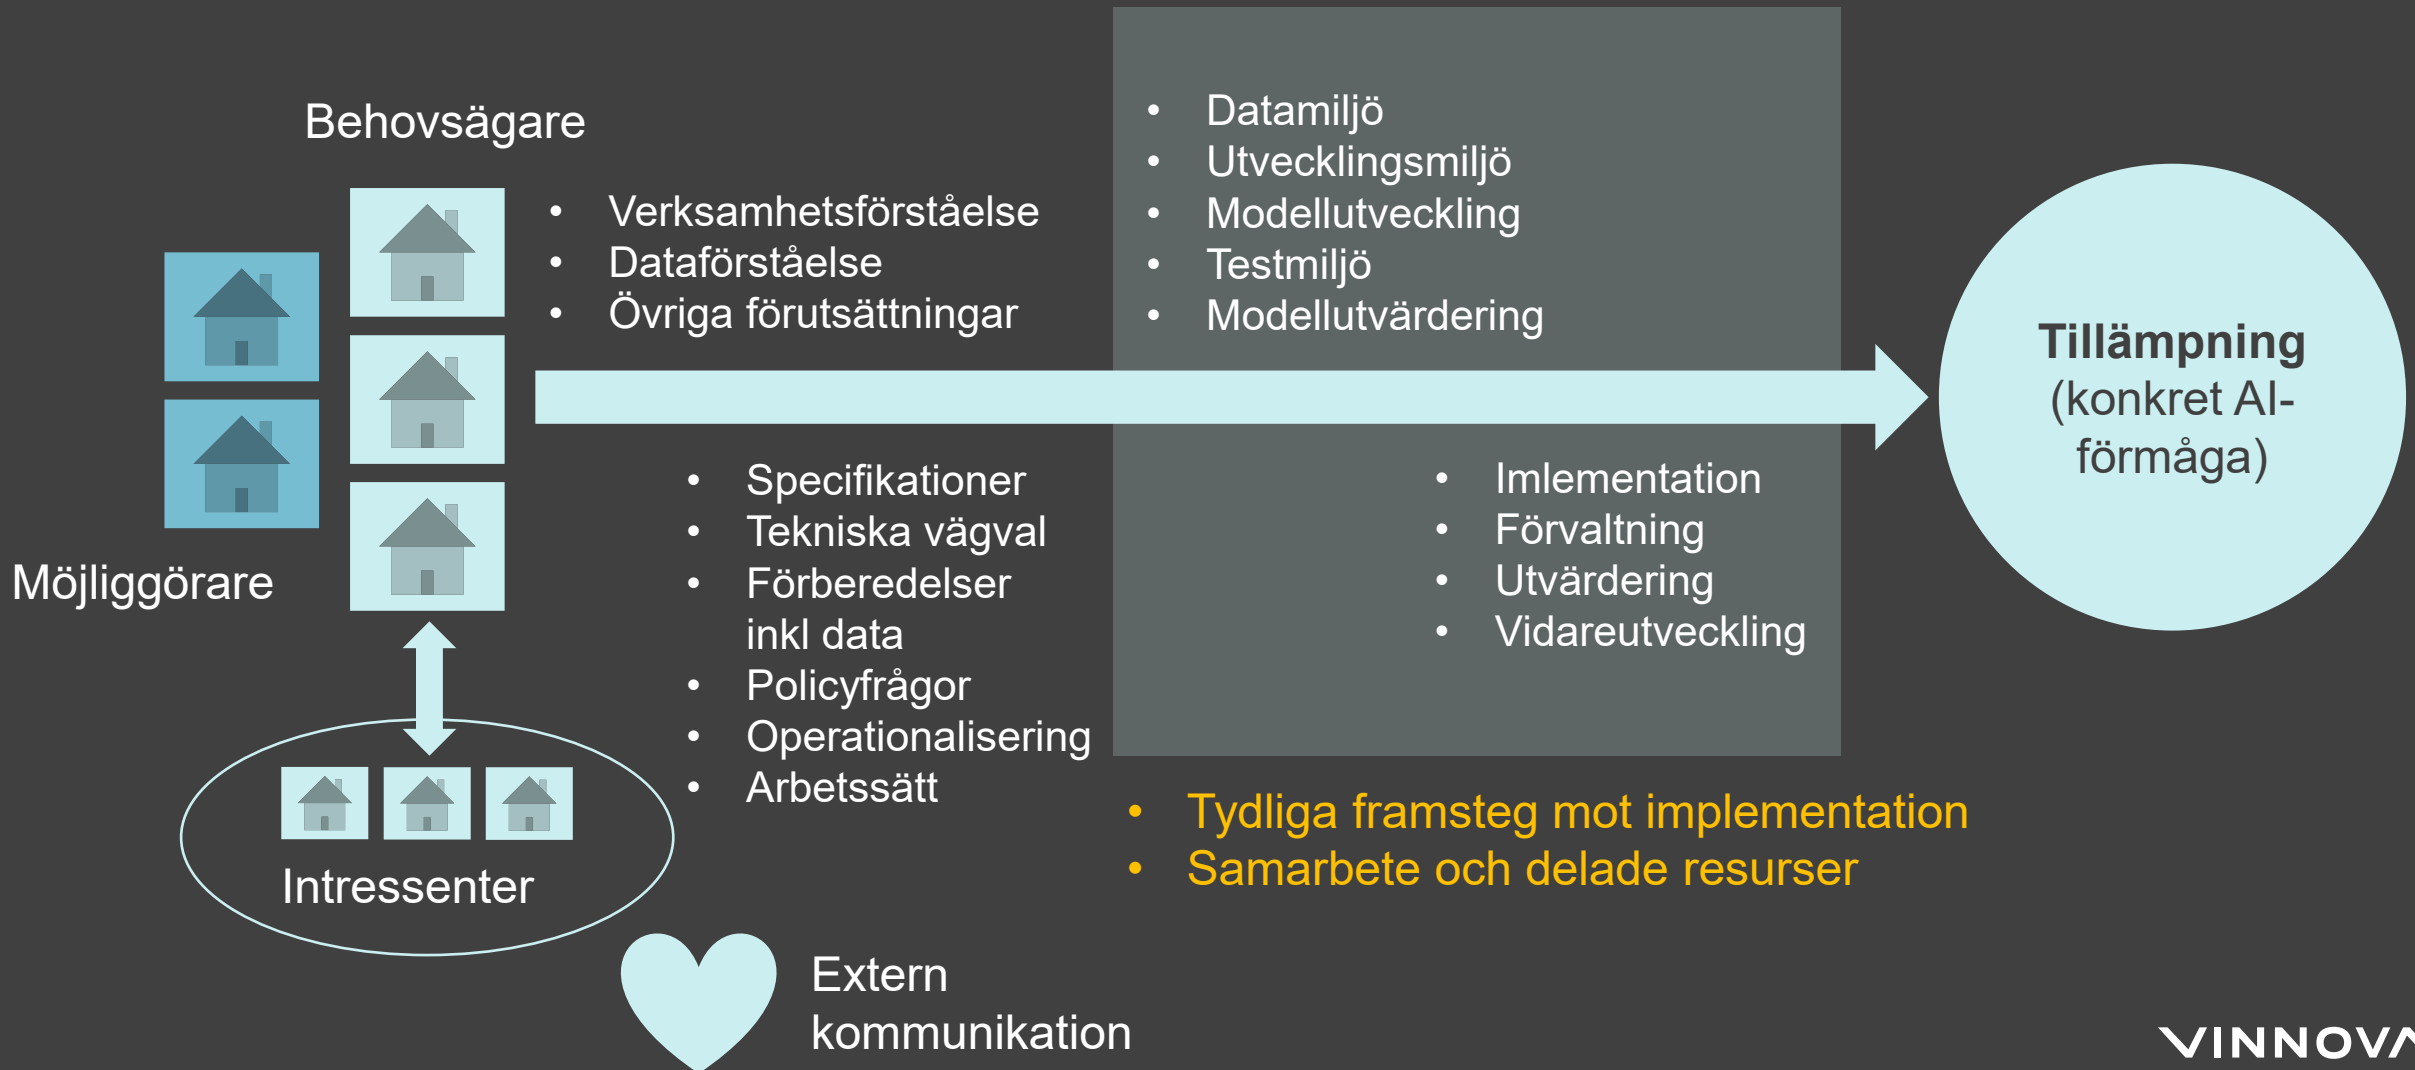 Behovsägare
• Verksamhetsförståelse
• Dataförståelse
• Övriga förutsättningar
• Datamiljö
• Utvecklingsmiljö
• Modellutveckling
• Testmiljö
• Modellutvärdering
Tillämpning
(konkret AI-
förmåga)
Möjliggörare
• Specifikationer
• Tekniska vägval
• Förberedelser
inkl data
• Policyfrågor
• Operationalisering
• Arbetssätt
• Imlementation
• Förvaltning
• Utvärdering
• Vidareutveckling
Intressenter
• Tydliga framsteg mot implementation
• Samarbete och delade resurser
Extern
kommunikation
VINNOVA